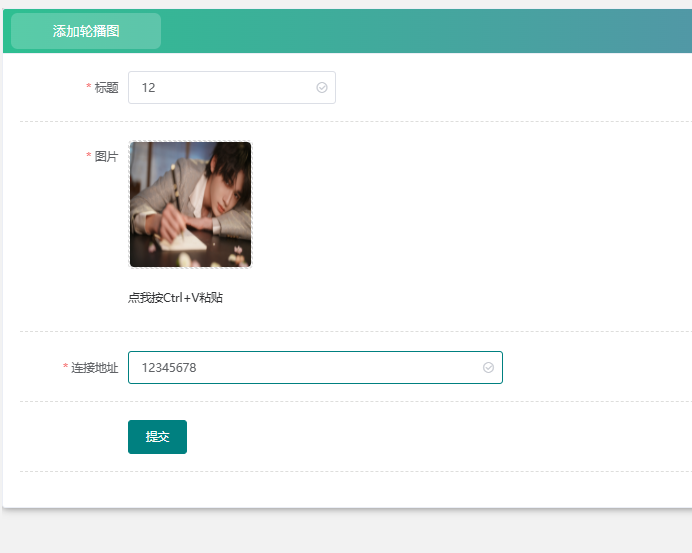 添加轮播图
* 标题
12
* 图片
点我按Ctrl+V粘贴
* 连接地址
12345678
提交